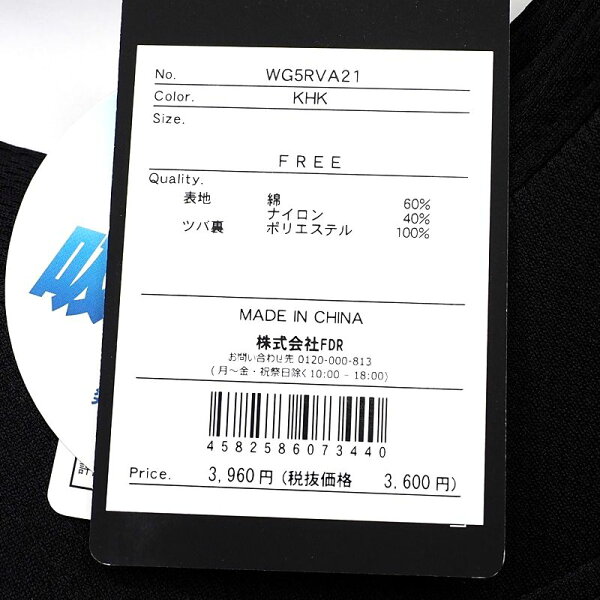 No. WG5RVA21
Color. KHK
Size.
FREE
Quality.
表地 綿 60%
ナイロン 40%
ツバ裏 ポリエステル 100%
MADE IN CHINA
株式会社FDR
お問い合わせ先 0120-000-813
(月〜金・祝祭日除く10:00 - 18:00)
4582586073440
Price. 3,960円(税抜価格 3,600円)
吸